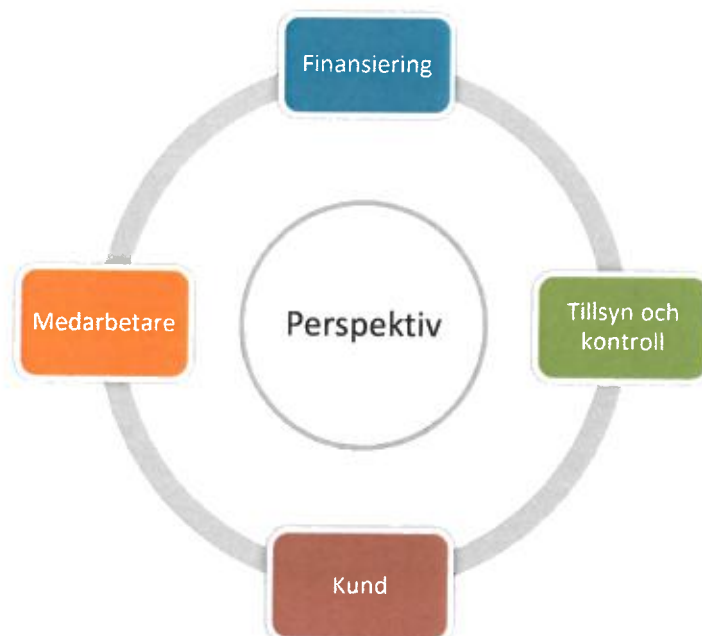 Finansiering
Medarbetare
Perspektiv
Tillsyn och
kontroll
Kund